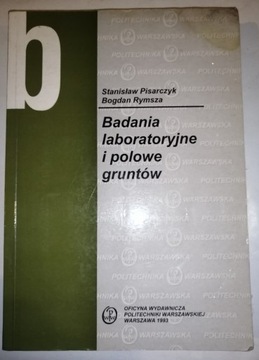 b
Stanisław Pisarczyk
Bogdan Rymsza
Badania
laboratoryjne
i polowe
gruntów
OFICYNA WYDAWNICZA
POLITECHNIKI WARSZAWSKIEJ
WARSZAWA 1993